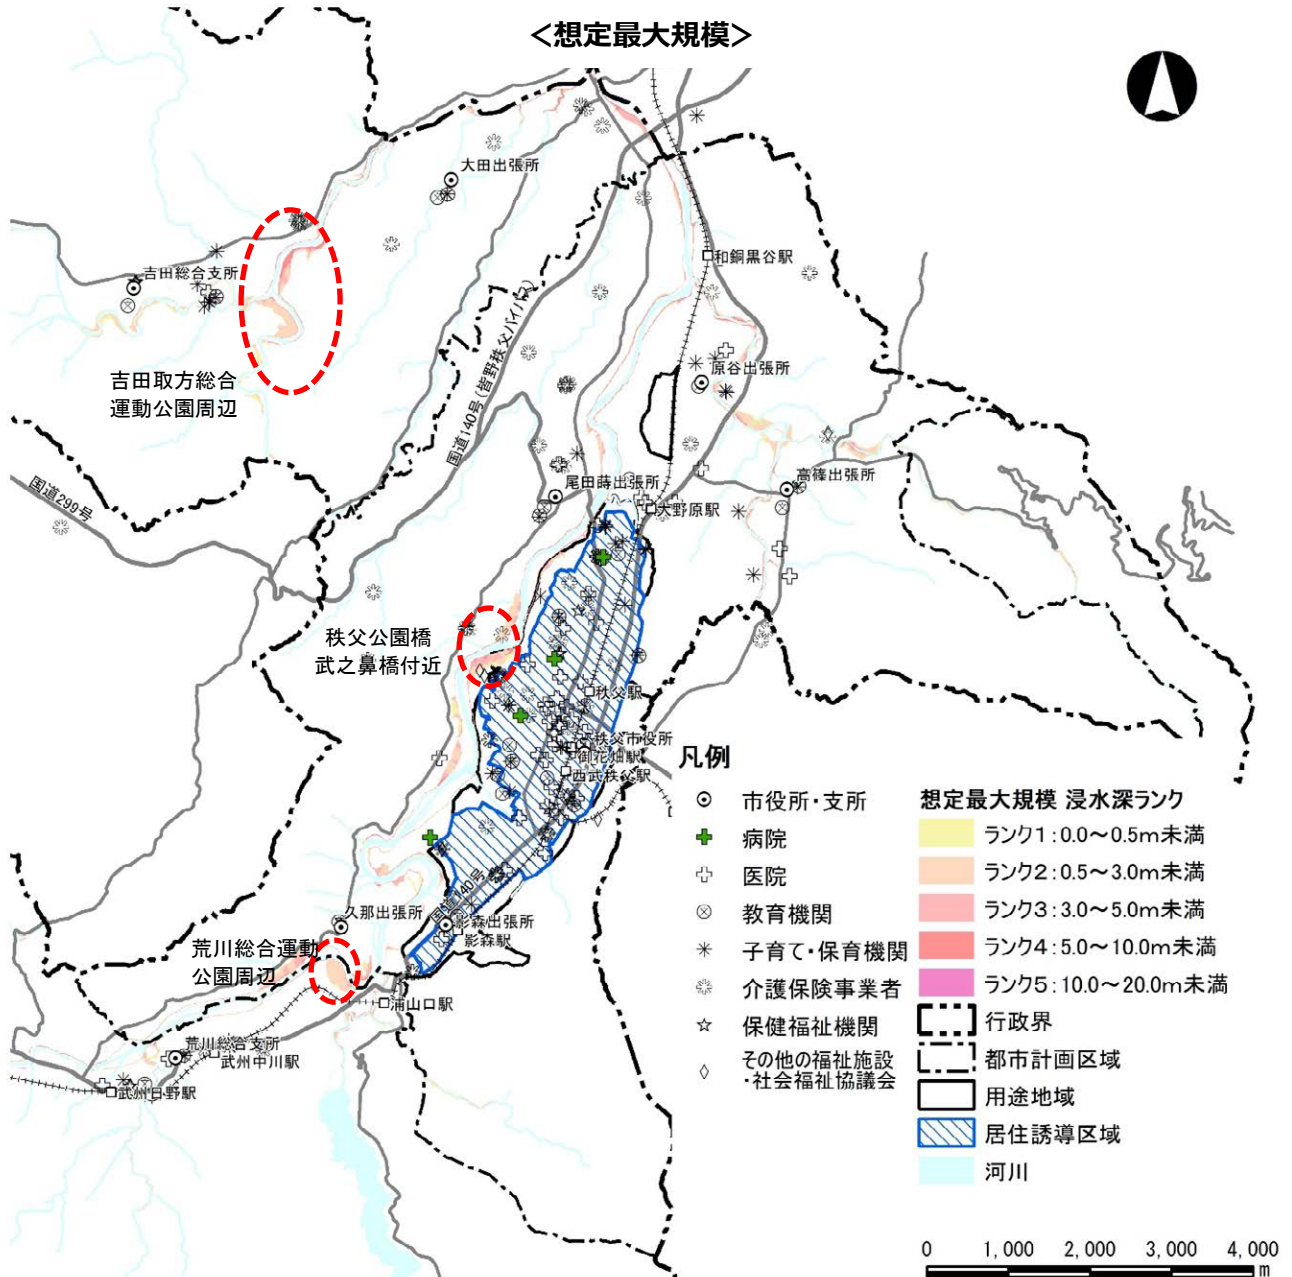 ＜想定最大規模＞
大田出張所
和銅黒谷駅
吉田総合支所
国道140号（皆野秩父バイパス）
原谷出張所
吉田取方総合
運動公園周辺
高篠出張所
尾田蒔出張所
国道299号
大野原駅
秩父公園橋
武之鼻橋付近
秩父駅
秩父市役所
御花畑駅
西武秩父駅
国道140号
久那出張所
影森出張所
影森駅
荒川総合運動
公園周辺
浦山口駅
荒川総合支所
武州中川駅
武州日野駅
凡例
市役所・支所
病院
医院
教育機関
子育て・保育機関
介護保険事業者
保健福祉機関
その他の福祉施設
・社会福祉協議会
想定最大規模 浸水深ランク
ランク1：0.0～0.5m未満
ランク2：0.5～3.0m未満
ランク3：3.0～5.0m未満
ランク4：5.0～10.0m未満
ランク5：10.0～20.0m未満
行政界
都市計画区域
用途地域
居住誘導区域
河川
0 1,000 2,000 3,000 4,000
m